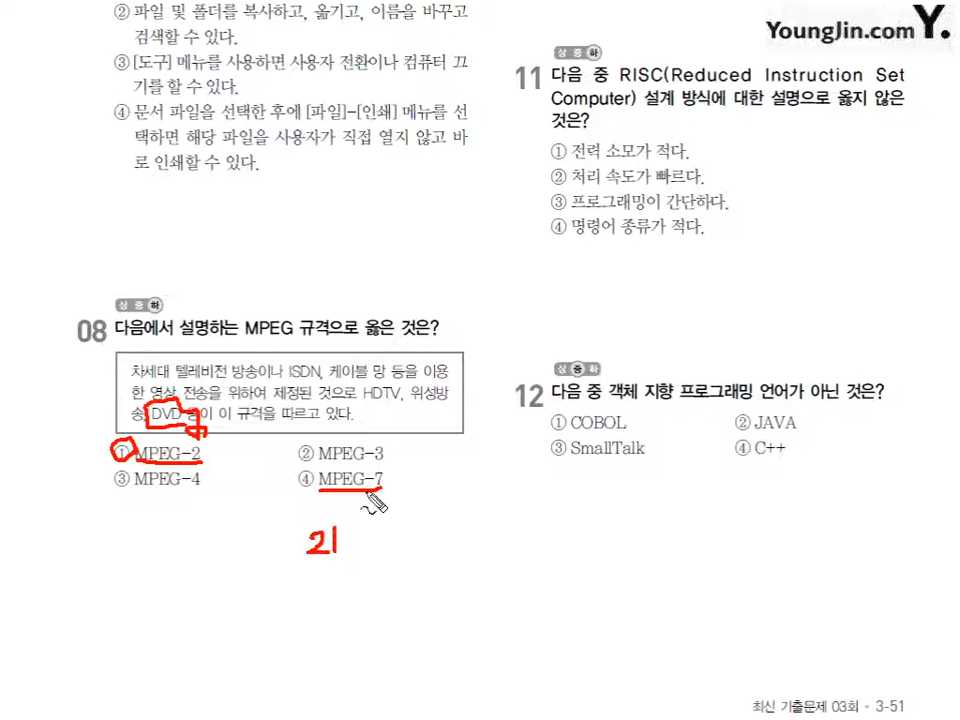 ② 파일 및 폴더를 복사하고, 옮기고, 이름을 바꾸고
검색할 수 있다.
③ [도구] 메뉴를 사용하면 사용자 전환이나 컴퓨터 끄
기를 할 수 있다.
④ 문서 파일을 선택한 후에 [파일]-[인쇄] 메뉴를 선
택하면 해당 파일을 사용자가 직접 열지 않고 바
로 인쇄할 수 있다.
상 중 하
08 다음에서 설명하는 MPEG 규격으로 옳은 것은?
차세대 텔레비전 방송이나 ISDN, 케이블 망 등을 이용
한 영상 전송을 위하여 제정된 것으로 HDTV, 위성방
송, DVD 등이 이 규격을 따르고 있다.
① MPEG-2 ② MPEG-3
③ MPEG-4 ④ MPEG-7
21
YoungJin.com Y.
상 중 하
11 다음 중 RISC(Reduced Instruction Set
Computer) 설계 방식에 대한 설명으로 옳지 않은
것은?
① 전력 소모가 적다.
② 처리 속도가 빠르다.
③ 프로그래밍이 간단하다.
④ 명령어 종류가 적다.
상 중 하
12 다음 중 객체 지향 프로그래밍 언어가 아닌 것은?
① COBOL ② JAVA
③ SmallTalk ④ C++
최신 기출문제 03회 • 3-51